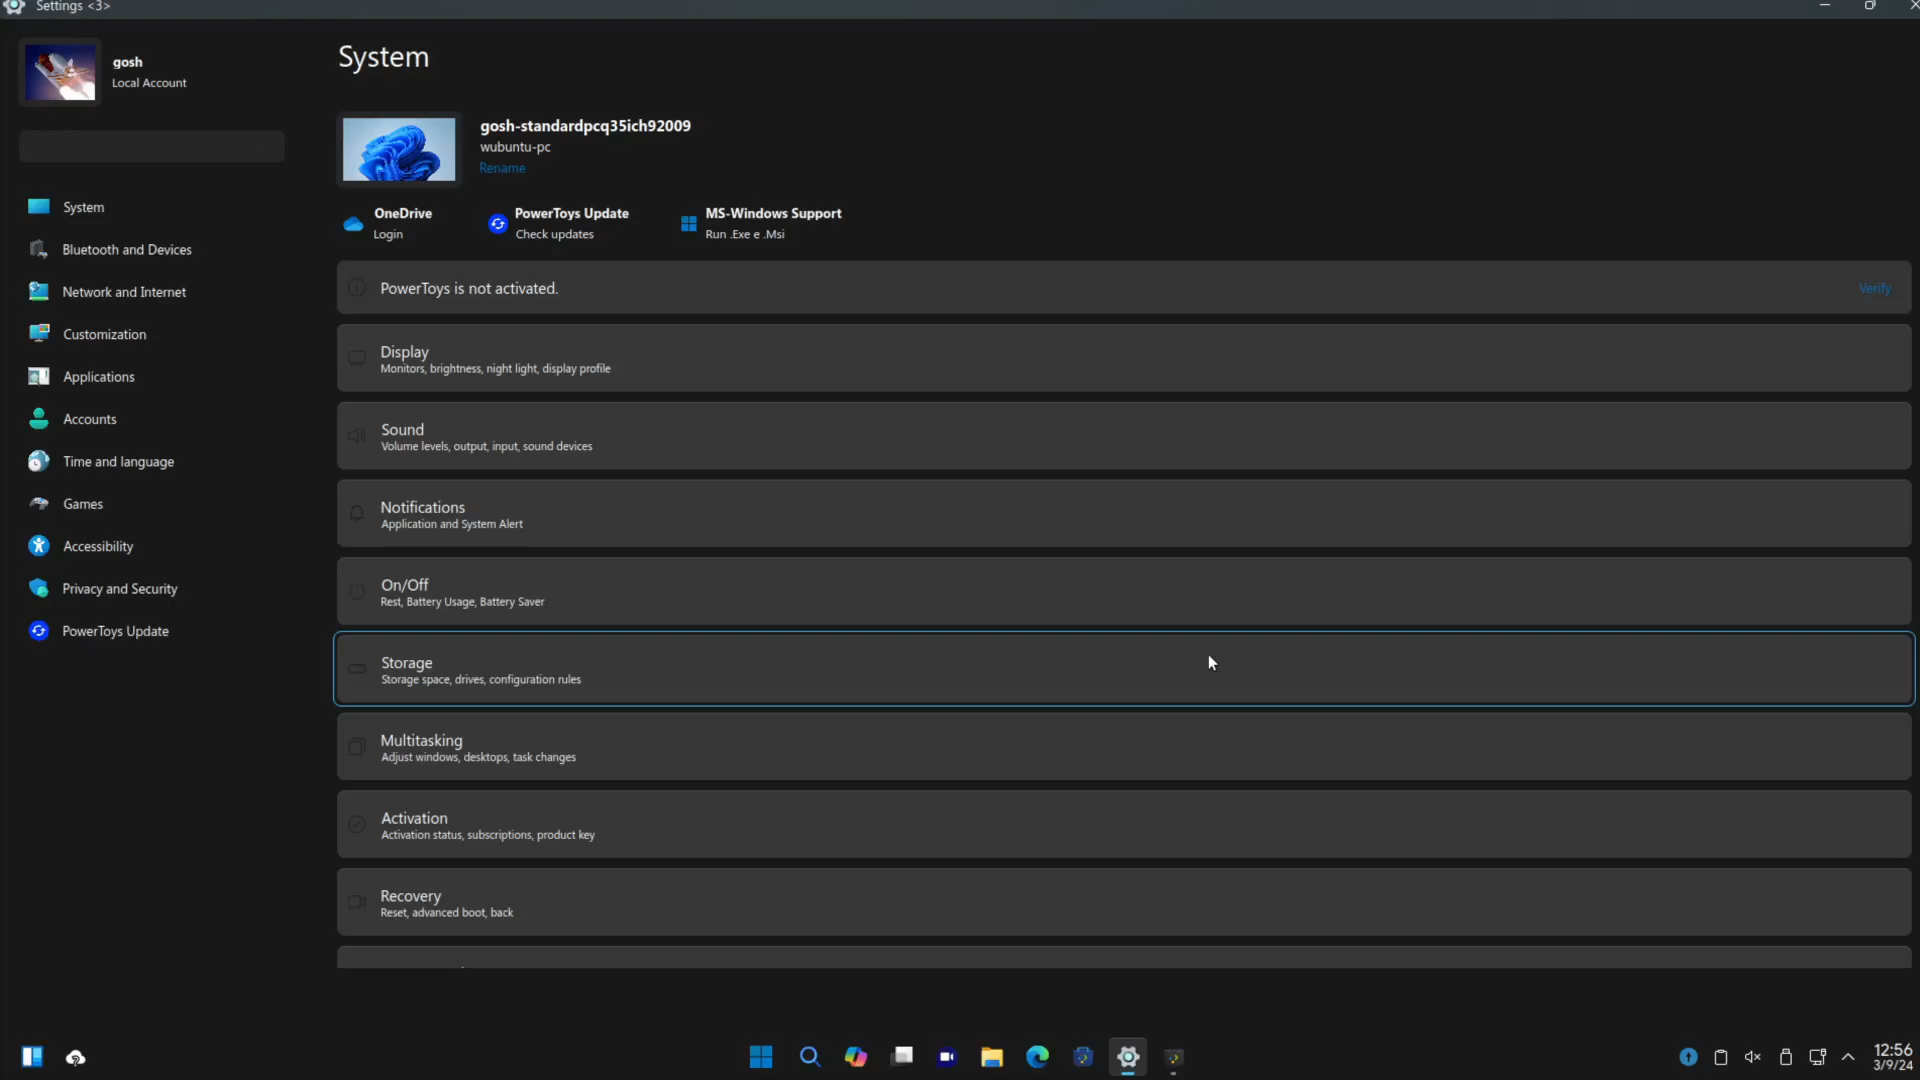 Settings <3>
gosh
Local Account
System
Bluetooth and Devices
Network and Internet
Customization
Applications
Accounts
Time and language
Games
Accessibility
Privacy and Security
PowerToys Update
System
gosh-standardpcq35ich92009
wubuntu-pc
Rename
OneDrive
Login
PowerToys Update
Check updates
MS-Windows Support
Run .Exe e .Msi
PowerToys is not activated.
Verify
Display
Monitors, brightness, night light, display profile
Sound
Volume levels, output, input, sound devices
Notifications
Application and System Alert
On/Off
Rest, Battery Usage, Battery Saver
Storage
Storage space, drives, configuration rules
Multitasking
Adjust windows, desktops, task changes
Activation
Activation status, subscriptions, product key
Recovery
Reset, advanced boot, back
12:56
3/9/24